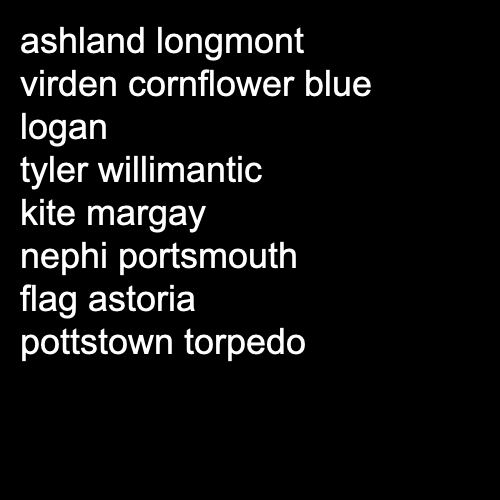 ashland longmont
virden cornflower blue
logan
tyler willimantic
kite margay
nephi portsmouth
flag astoria
pottstown torpedo